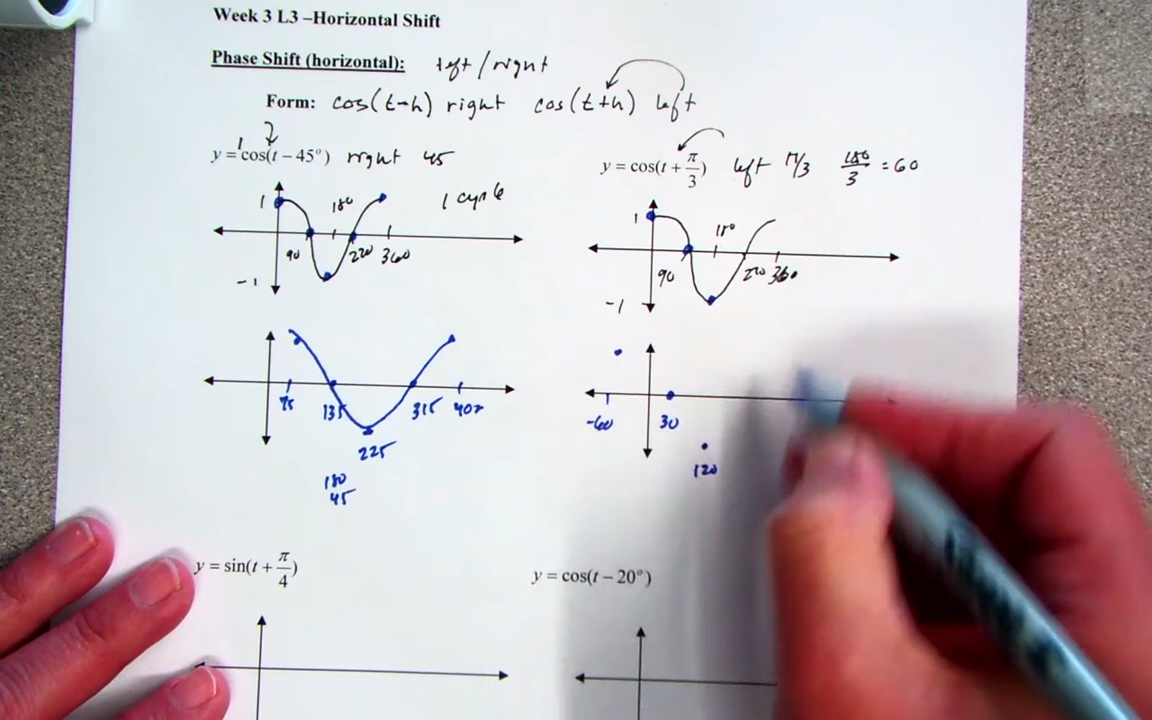 Week 3 L3 –Horizontal Shift
Phase Shift (horizontal): left/right
Form: cos(t-h) right cos(t+h) left
1
y = cos(t – 45°) right 45
y = cos(t + π/3) left π/3 180/3 = 60
1 180 1 cycle
90 270 360
-1
1 180
90 270 360
-1
45 135 315 405
225
180
45
-60 30
120
y = sin(t + π/4)
y = cos(t – 20°)